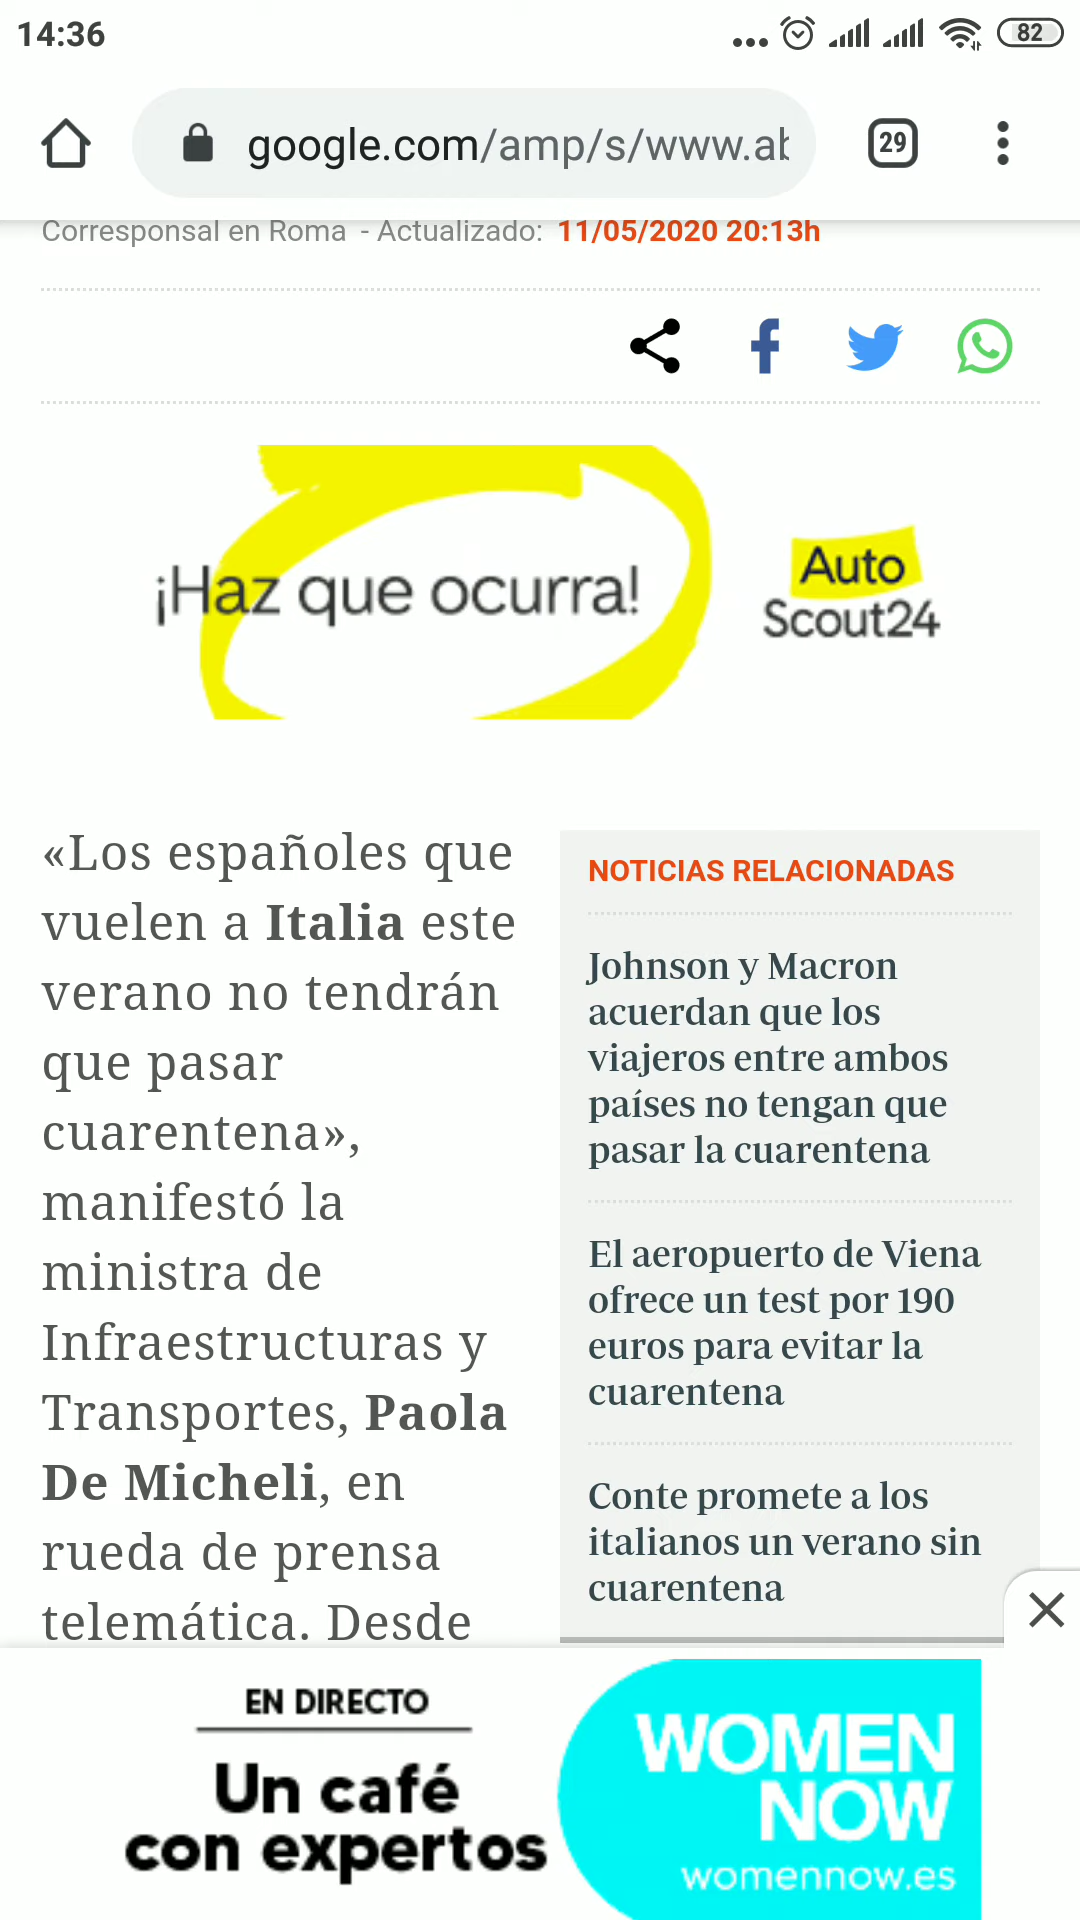 14:36
82
google.com/amp/s/www.ab
29
Corresponsal en Roma - Actualizado: 11/05/2020 20:13h
¡Haz que ocurra!
Auto
Scout24
«Los españoles que
vuelen a Italia este
verano no tendrán
que pasar
cuarentena»,
manifestó la
ministra de
Infraestructuras y
Transportes, Paola
De Micheli, en
rueda de prensa
telemática. Desde
NOTICIAS RELACIONADAS
Johnson y Macron
acuerdan que los
viajeros entre ambos
países no tengan que
pasar la cuarentena
El aeropuerto de Viena
ofrece un test por 190
euros para evitar la
cuarentena
Conte promete a los
italianos un verano sin
cuarentena
EN DIRECTO
Un café
con expertos
WOMEN
NOW
womennow.es